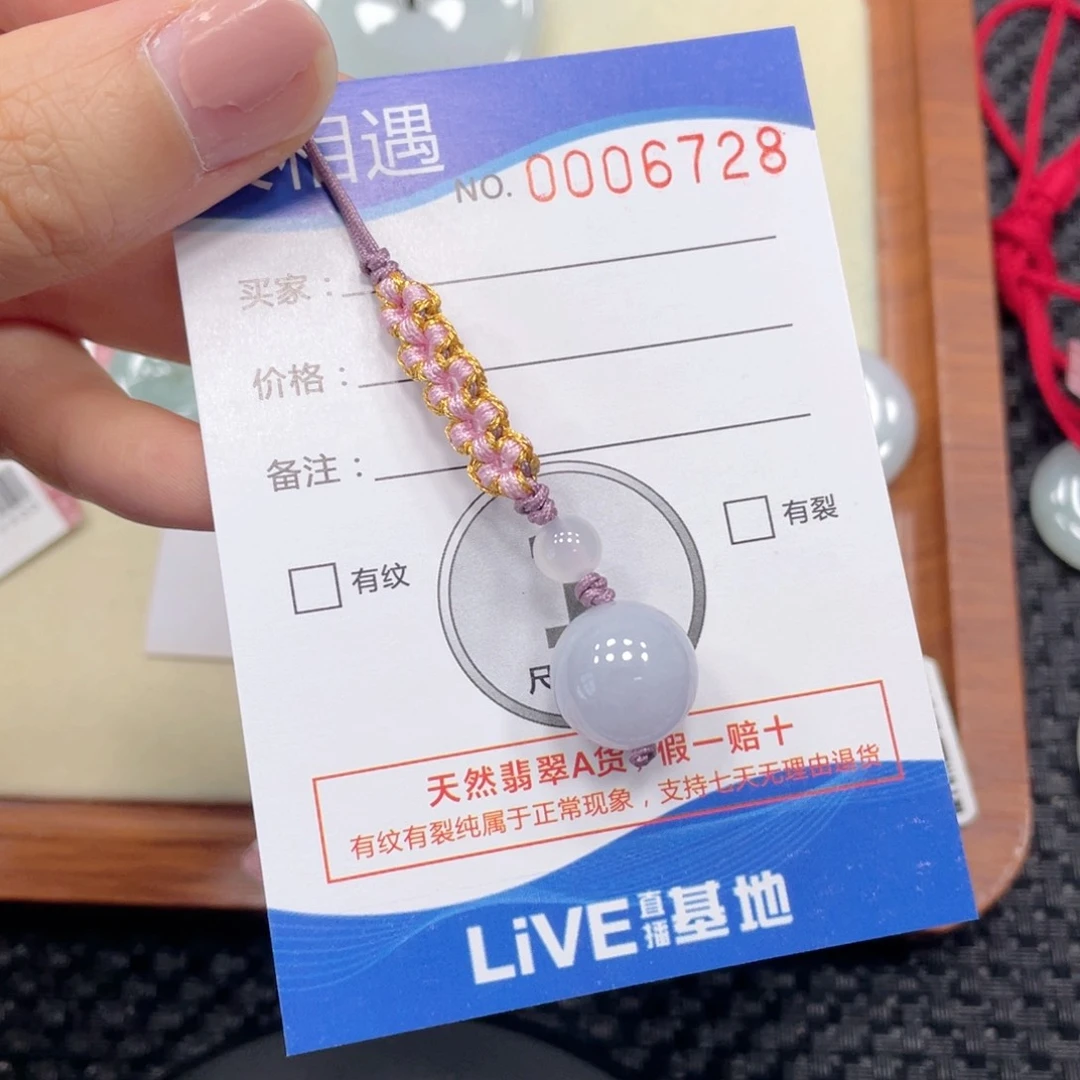 相遇
NO. 0006728
买家：
价格：
备注：
有纹
有裂
尺
天然翡翠A货 假一赔十
有纹有裂纯属于正常现象，支持七天无理由退货
LiVE直播基地